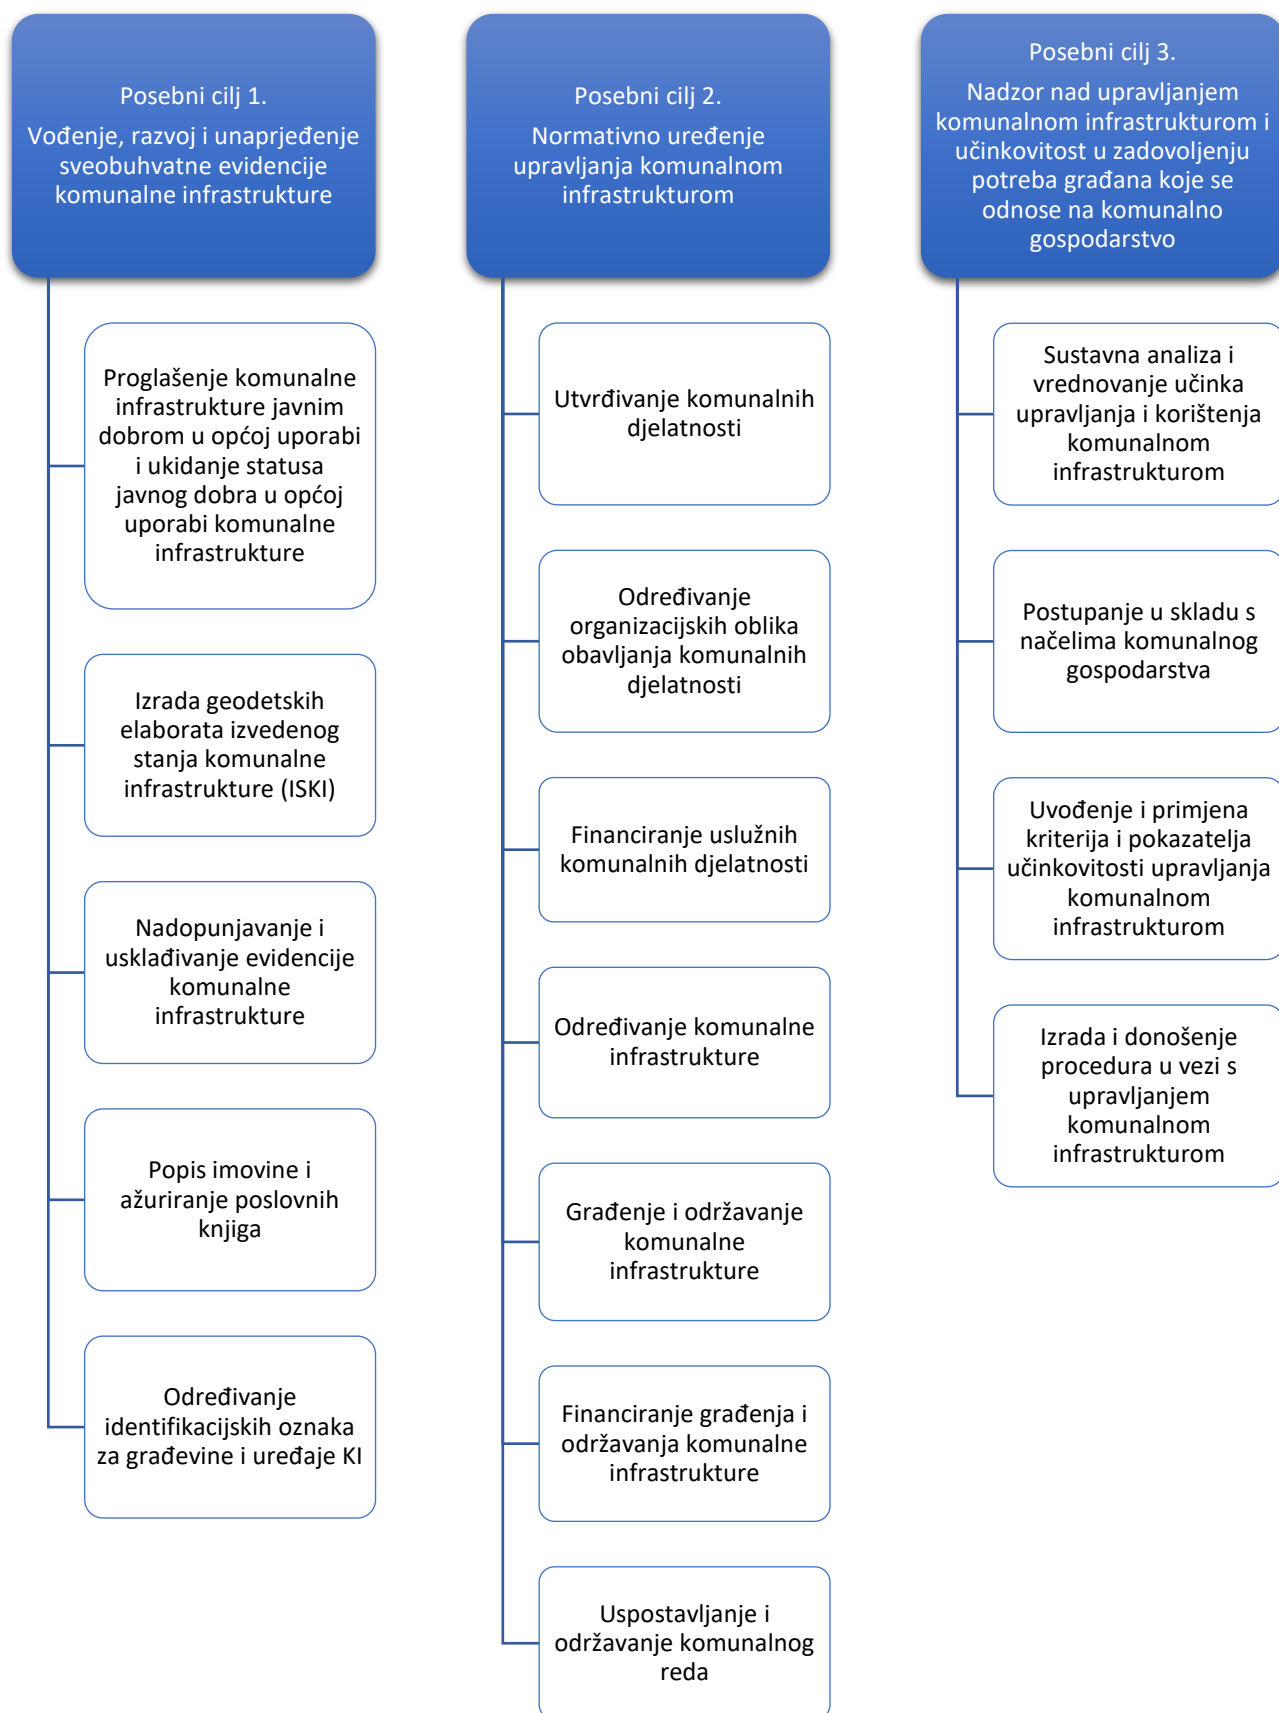 Posebni cilj 1.
Vođenje, razvoj i unaprjeđenje
sveobuhvatne evidencije
komunalne infrastrukture
Proglašenje komunalne
infrastrukture javnim
dobrom u općoj uporabi
i ukidanje statusa
javnog dobra u općoj
uporabi komunalne
infrastrukture
Izrada geodetskih
elaborata izvedenog
stanja komunalne
infrastrukture (ISKI)
Nadopunjavanje i
usklađivanje evidencije
komunalne
infrastrukture
Popis imovine i
ažuriranje poslovnih
knjiga
Određivanje
identifikacijskih oznaka
za građevine i uređaje KI
Posebni cilj 2.
Normativno uređenje
upravljanja komunalnom
infrastrukturom
Utvrđivanje komunalnih
djelatnosti
Određivanje
organizacijskih oblika
obavljanja komunalnih
djelatnosti
Financiranje uslužnih
komunalnih djelatnosti
Određivanje komunalne
infrastrukture
Građenje i održavanje
komunalne
infrastrukture
Financiranje građenja i
održavanja komunalne
infrastrukture
Uspostavljanje i
održavanje komunalnog
reda
Posebni cilj 3.
Nadzor nad upravljanjem
komunalnom infrastrukturom i
učinkovitost u zadovoljenju
potreba građana koje se
odnose na komunalno
gospodarstvo
Sustavna analiza i
vrednovanje učinka
upravljanja i korištenja
komunalnom
infrastrukturom
Postupanje u skladu s
načelima komunalnog
gospodarstva
Uvođenje i primjena
kriterija i pokazatelja
učinkovitosti upravljanja
komunalnom
infrastrukturom
Izrada i donošenje
procedura u vezi s
upravljanjem
komunalnom
infrastrukturom